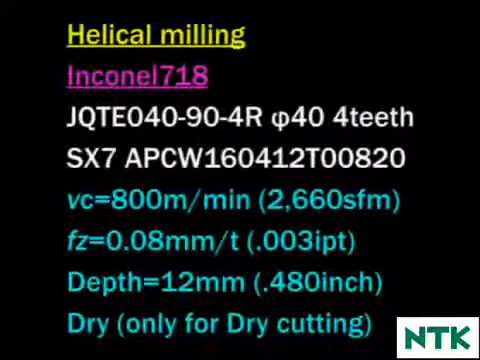 Helical milling
Inconel718
JQTE040-90-4R φ40 4teeth
SX7 APCW160412T00820
vc=800m/min (2,660sfm)
fz=0.08mm/t (.003ipt)
Depth=12mm (.480inch)
Dry (only for Dry cutting)
NTK